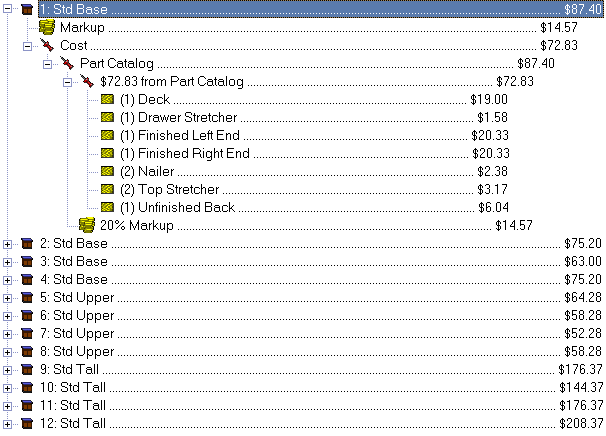 1: Std Base $87.40
Markup $14.57
Cost $72.83
Part Catalog $87.40
$72.83 from Part Catalog $72.83
(1) Deck $19.00
(1) Drawer Stretcher $1.58
(1) Finished Left End $20.33
(1) Finished Right End $20.33
(2) Nailer $2.38
(2) Top Stretcher $3.17
(1) Unfinished Back $6.04
20% Markup $14.57
2: Std Base $75.20
3: Std Base $63.00
4: Std Base $75.20
5: Std Upper $64.28
6: Std Upper $58.28
7: Std Upper $52.28
8: Std Upper $58.28
9: Std Tall $176.37
10: Std Tall $144.37
11: Std Tall $176.37
12: Std Tall $208.37